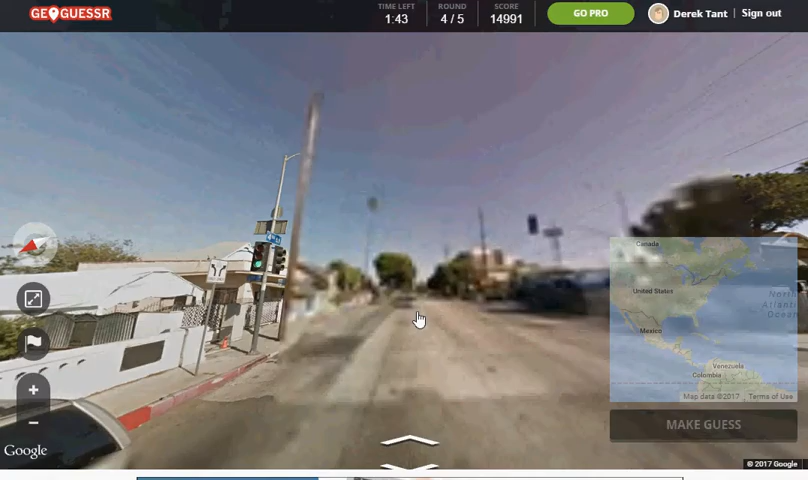 GEOGUESSR
TIME LEFT
1:43
ROUND
4 / 5
SCORE
14991
GO PRO
Derek Tant | Sign out
Canada
United States
North
Atlantic
Ocean
Mexico
Venezuela
Colombia
Map data ©2017 | Terms of Use
MAKE GUESS
+
−
Google
© 2017 Google